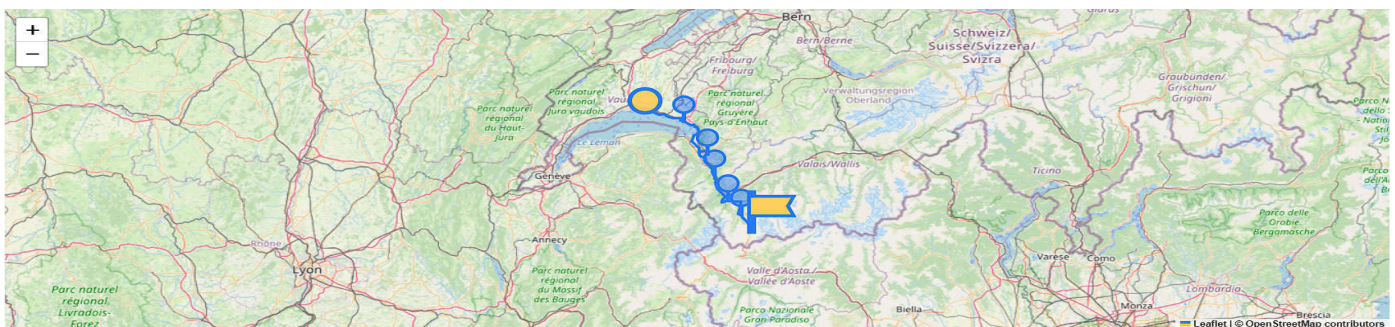 +
−
Bern
Glarus
Schweiz/
Suisse/Svizzera/
Svizra
Bern/Berne
Fribourg/
Freiburg
Graubünden/
Grischun/
Grigioni
Verwaltungsregion
Oberland
Parc naturel
régional
Jura vaudois
Parc naturel
régional
Gruyère
Pays-d'Enhaut
Parc naturel
régional
du Haut-
Jura
Le Léman
Genève
Valais/Wallis
Ticino
Parco delle
Orobie
Bergamasche
Rhône
Annecy
Lyon
Parc naturel
régional
du Massif
des Bauges
Valle d'Aosta /
Vallée d'Aoste
Varese
Como
Parc naturel
régional
Livradois-
Forez
Parco Nazionale
Gran Paradiso
Biella
Lombardia
Monza
Brescia
Leaflet | © OpenStreetMap contributors